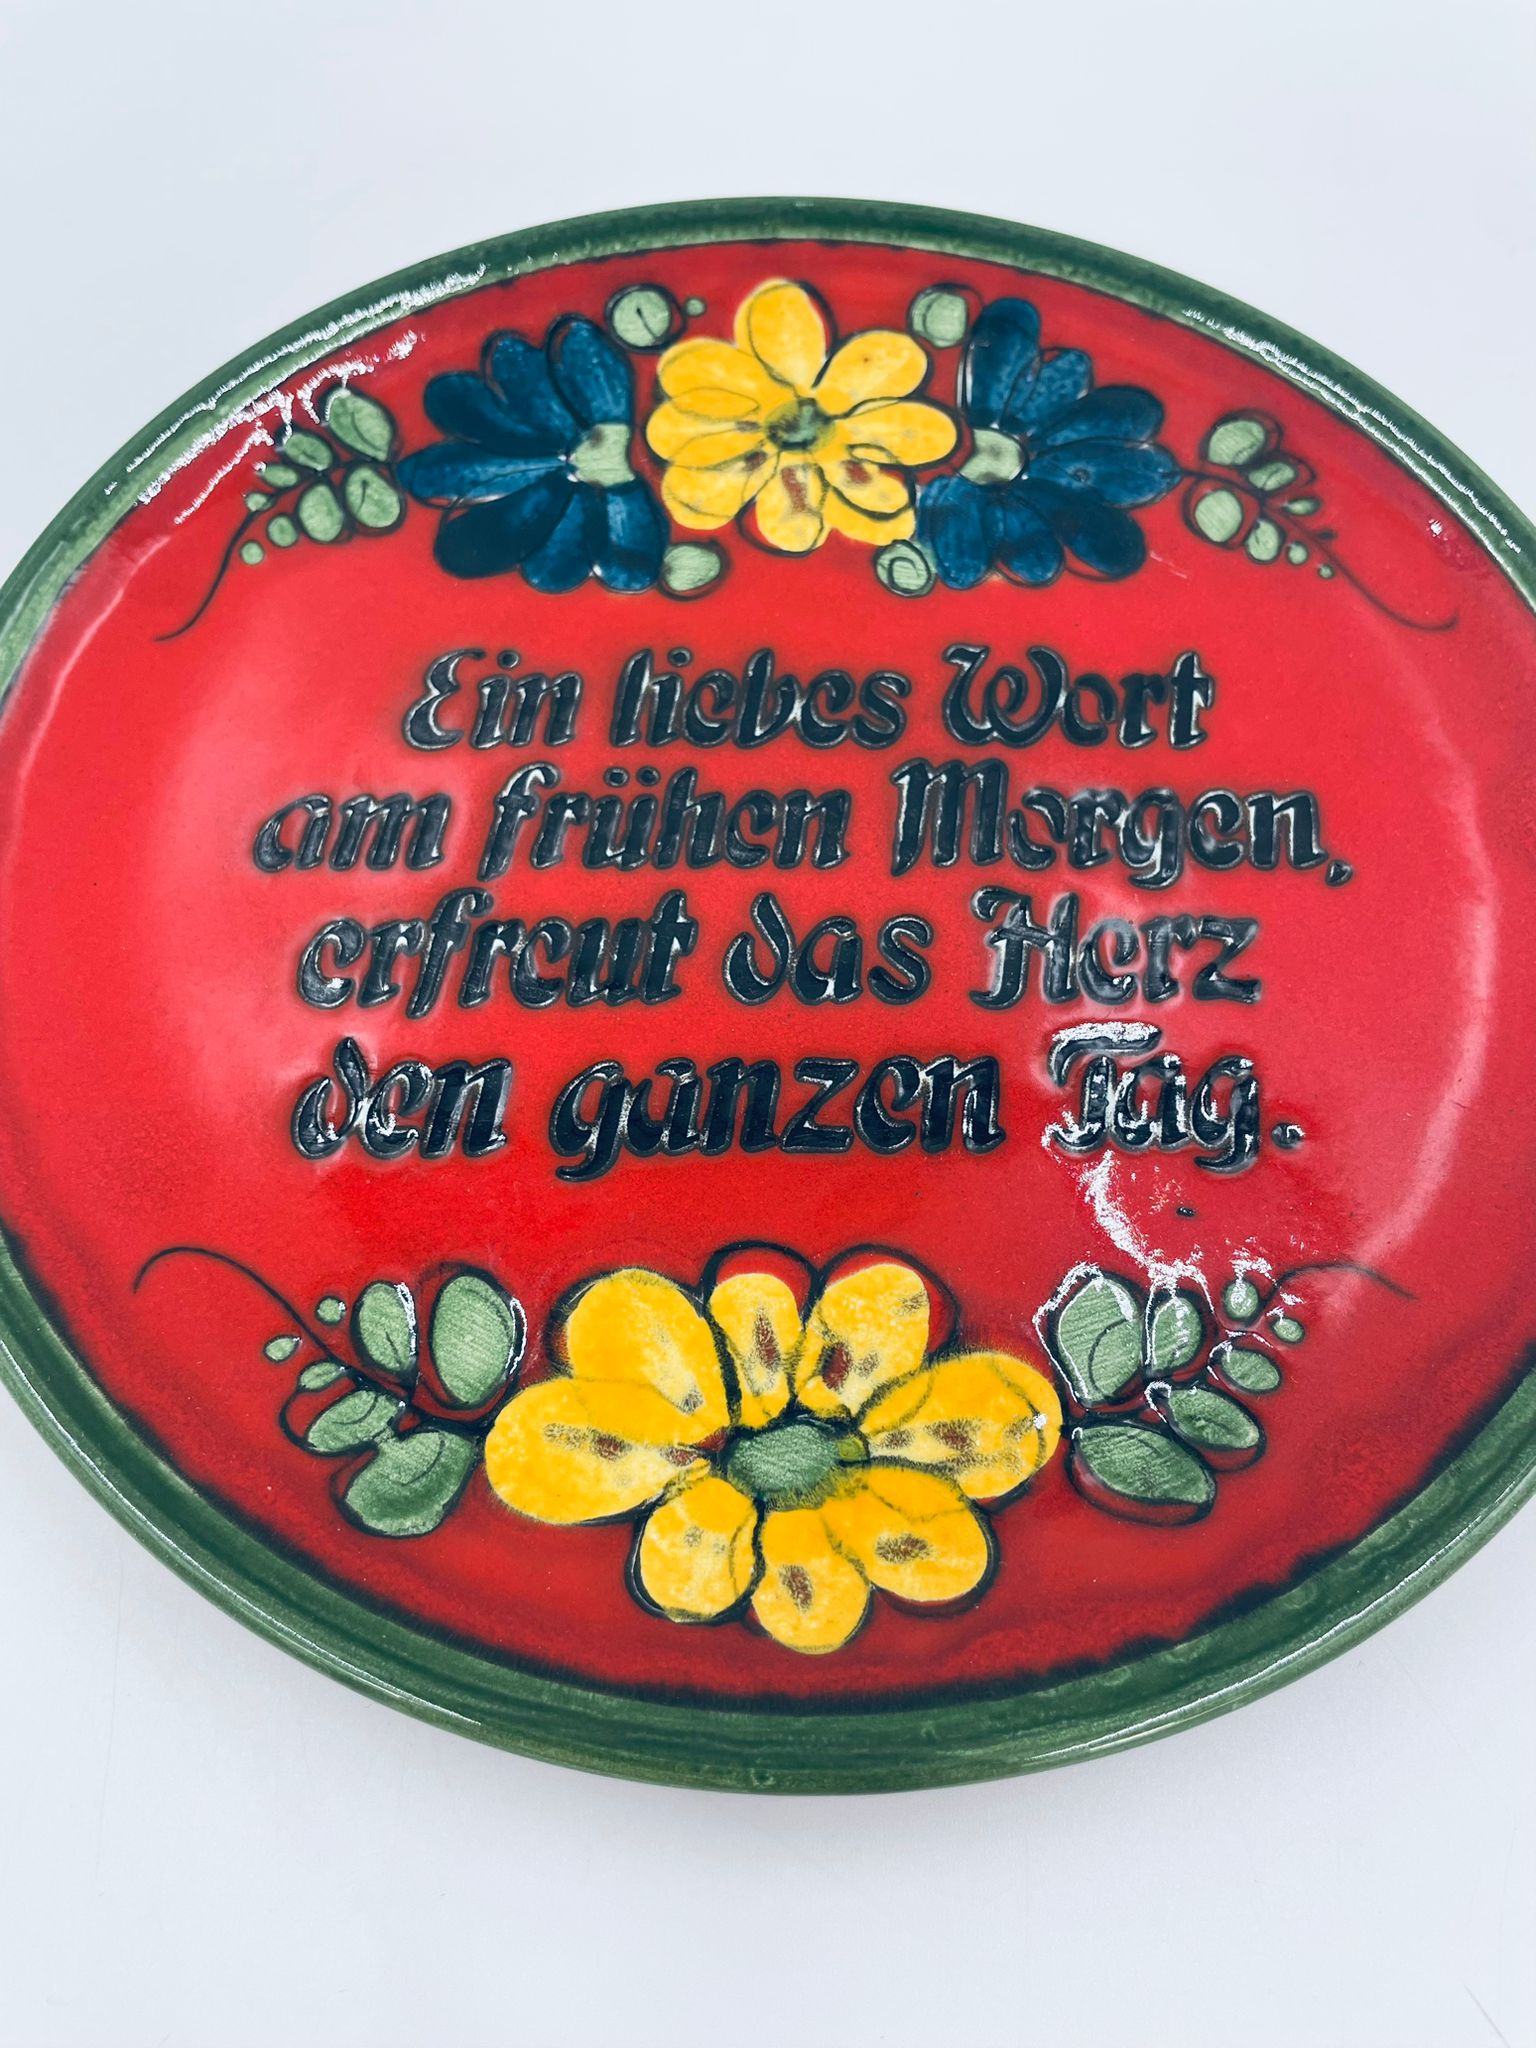 Ein liebes Wort
am frühen Morgen,
erfreut das Herz
den ganzen Tag.